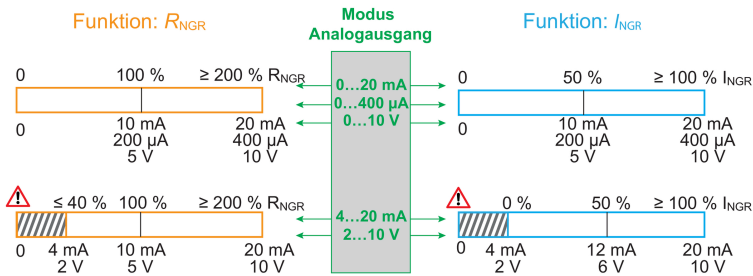 Funktion: RNGR
Modus
Analogausgang
Funktion: INGR
0 100 % ≥ 200 % RNGR
0…20 mA
0…400 µA
0…10 V
0 50 % ≥ 100 % INGR
0 10 mA 20 mA
200 µA 400 µA
5 V 10 V
0 10 mA 20 mA
200 µA 400 µA
5 V 10 V
! ≤ 40 % 100 % ≥ 200 % RNGR
4…20 mA
2…10 V
! 0 % 50 % ≥ 100 % INGR
0 4 mA 10 mA 20 mA
2 V 5 V 10 V
0 4 mA 12 mA 20 mA
2 V 6 V 10 V